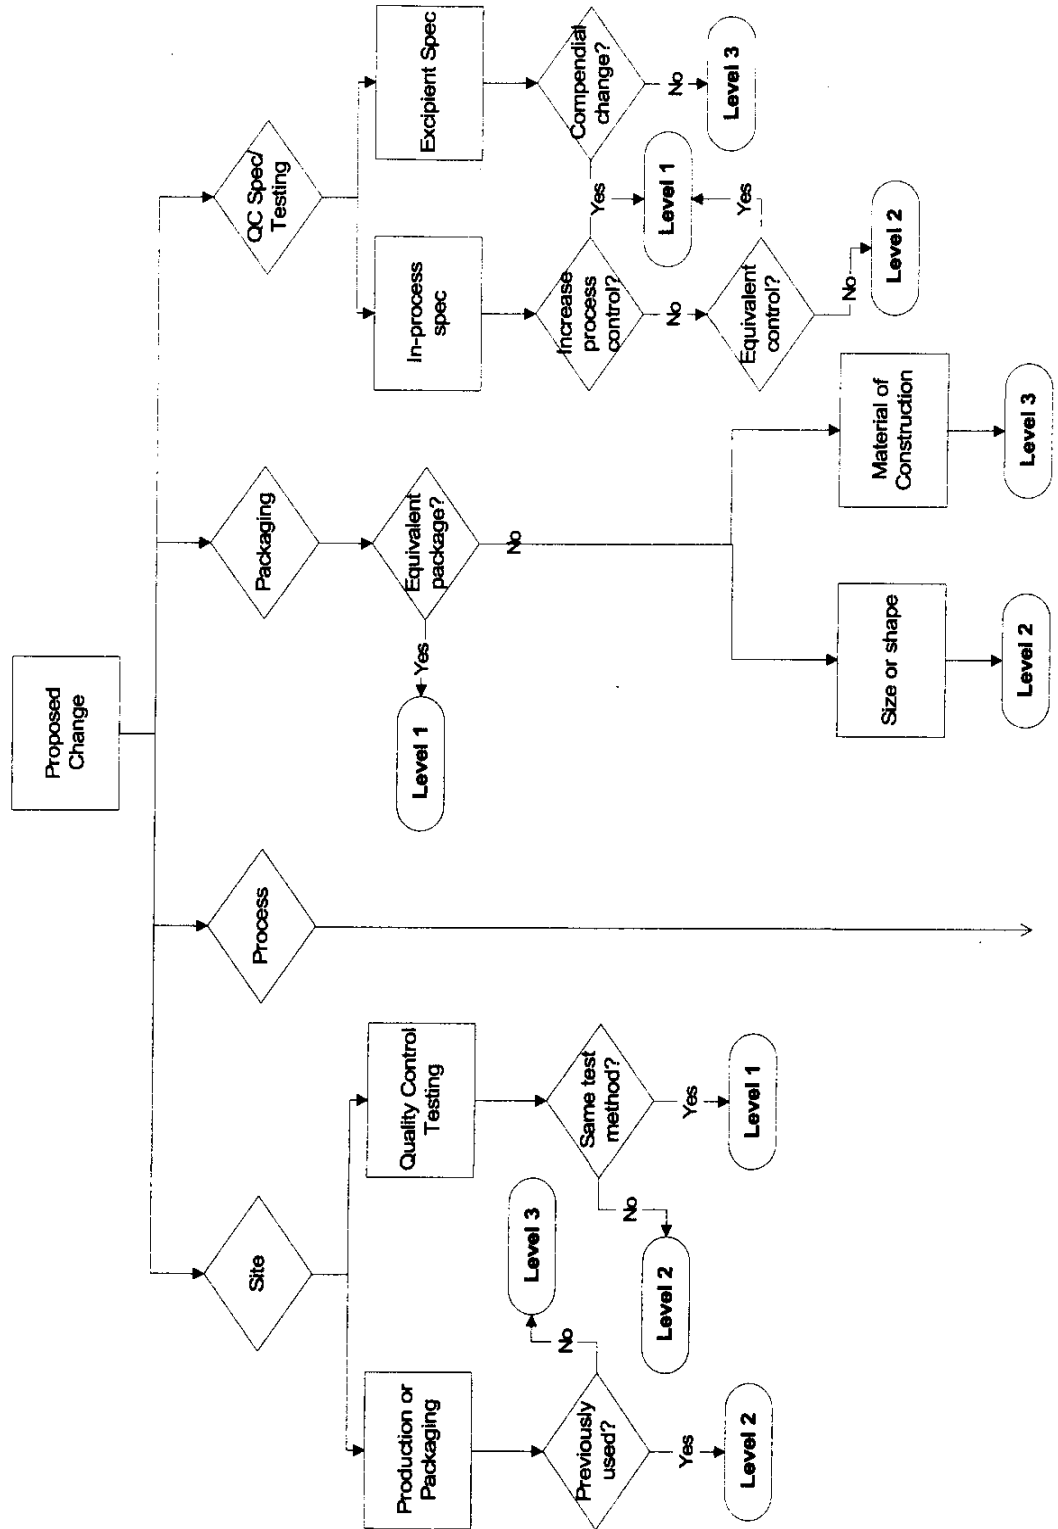 Proposed
Change
Site
Production or
Packaging
Previously
used?
No
Level 3
Yes
Level 2
Quality Control
Testing
Same test
method?
No
Level 2
Yes
Level 1
Process
Packaging
Equivalent
package?
Yes
Level 1
No
Size or shape
Level 2
Material of
Construction
Level 3
QC Spec/
Testing
In-process
spec
Increase
process
control?
Yes
Level 1
No
Equivalent
control?
Yes
No
Level 2
Excipient Spec
Compendial
change?
No
Level 3